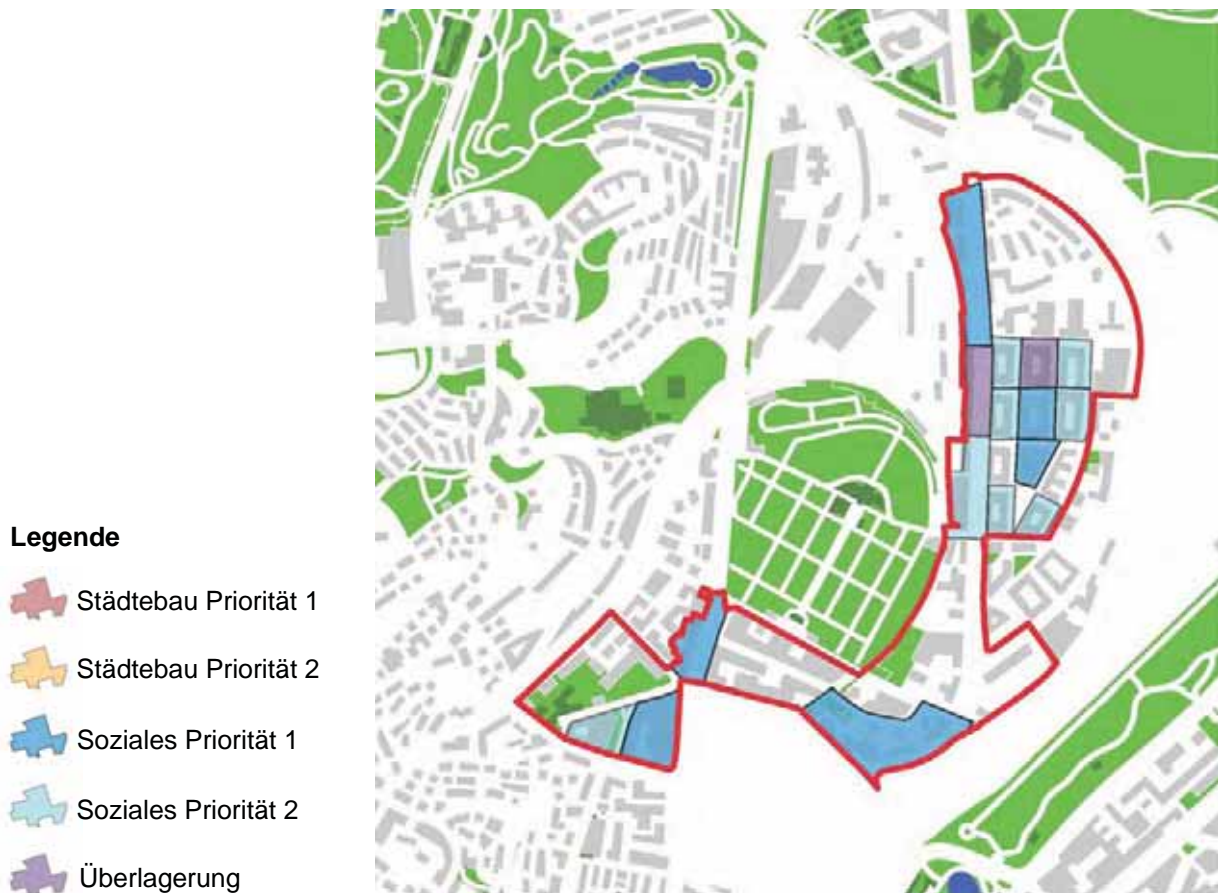 Legende
Städtebau Priorität 1
Städtebau Priorität 2
Soziales Priorität 1
Soziales Priorität 2
Überlagerung